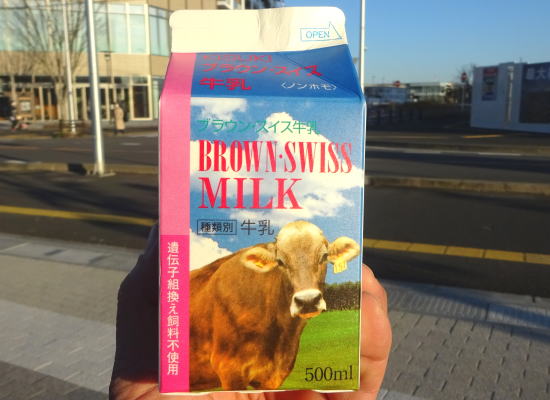 OPEN
ブラウン・スイス
牛乳 〈ノンホモ〉
ブラウン・スイス牛乳
BROWN・SWISS
MILK
種類別 牛乳
遺伝子組換え飼料不使用
500ml